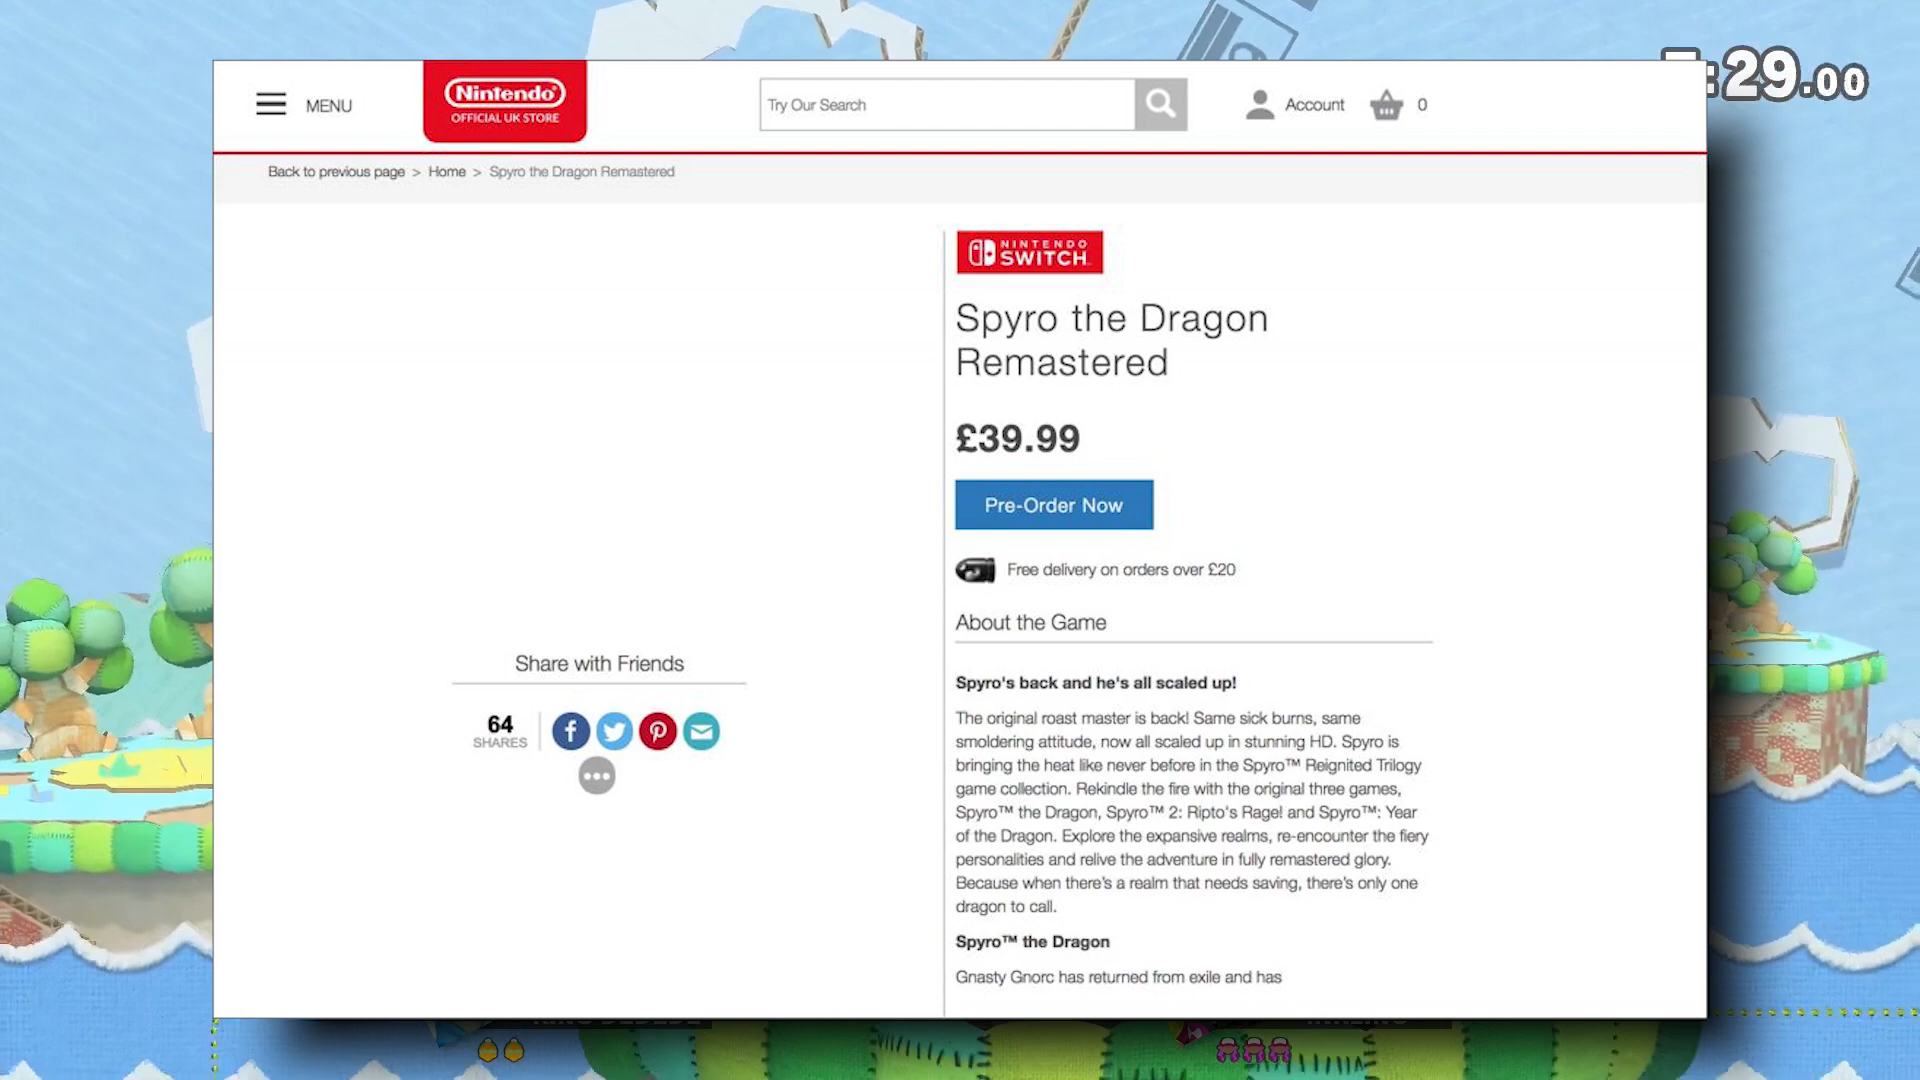 :29.00
MENU
Nintendo
OFFICIAL UK STORE
Try Our Search
Account
0
Back to previous page > Home > Spyro the Dragon Remastered
NINTENDO
SWITCH
Spyro the Dragon
Remastered
£39.99
Pre-Order Now
Free delivery on orders over £20
About the Game
Share with Friends
64
SHARES
Spyro's back and he's all scaled up!
The original roast master is back! Same sick burns, same
smoldering attitude, now all scaled up in stunning HD. Spyro is
bringing the heat like never before in the Spyro™ Reignited Trilogy
game collection. Rekindle the fire with the original three games,
Spyro™ the Dragon, Spyro™ 2: Ripto's Rage! and Spyro™: Year
of the Dragon. Explore the expansive realms, re-encounter the fiery
personalities and relive the adventure in fully remastered glory.
Because when there's a realm that needs saving, there's only one
dragon to call.
Spyro™ the Dragon
Gnasty Gnorc has returned from exile and has